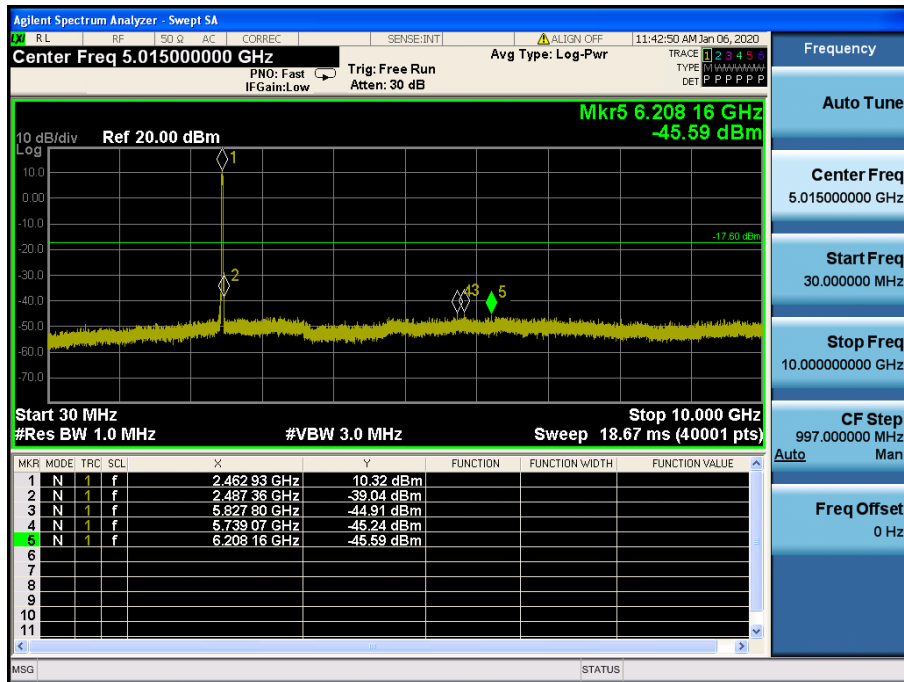 Agilent Spectrum Analyzer - Swept SA
LXI RL RF 50 Ω AC CORREC SENSE:INT ALIGN OFF 11:42:50 AM Jan 06, 2020
Center Freq 5.015000000 GHz Avg Type: Log-Pwr TRACE 1 2 3 4 5 6
PNO: Fast Trig: Free Run TYPE M W W W W W
IFGain:Low Atten: 30 dB DET P P P P P P
Frequency
Auto Tune
Center Freq
5.015000000 GHz
Start Freq
30.000000 MHz
Stop Freq
10.000000000 GHz
CF Step
997.000000 MHz
Auto Man
Freq Offset
0 Hz
Mkr5 6.208 16 GHz
-45.59 dBm
10 dB/div Ref 20.00 dBm
Log
1
10.0
0.00
-10.0
-17.60 dBm
-20.0
-30.0
2
43 5
-40.0
-50.0
-60.0
-70.0
Start 30 MHz Stop 10.000 GHz
#Res BW 1.0 MHz #VBW 3.0 MHz Sweep 18.67 ms (40001 pts)
MKR MODE TRC SCL X Y FUNCTION FUNCTION WIDTH FUNCTION VALUE
1 N 1 f 2.462 93 GHz 10.32 dBm
2 N 1 f 2.487 36 GHz -39.04 dBm
3 N 1 f 5.827 80 GHz -44.91 dBm
4 N 1 f 5.739 07 GHz -45.24 dBm
5 N 1 f 6.208 16 GHz -45.59 dBm
6
7
8
9
10
11
MSG STATUS